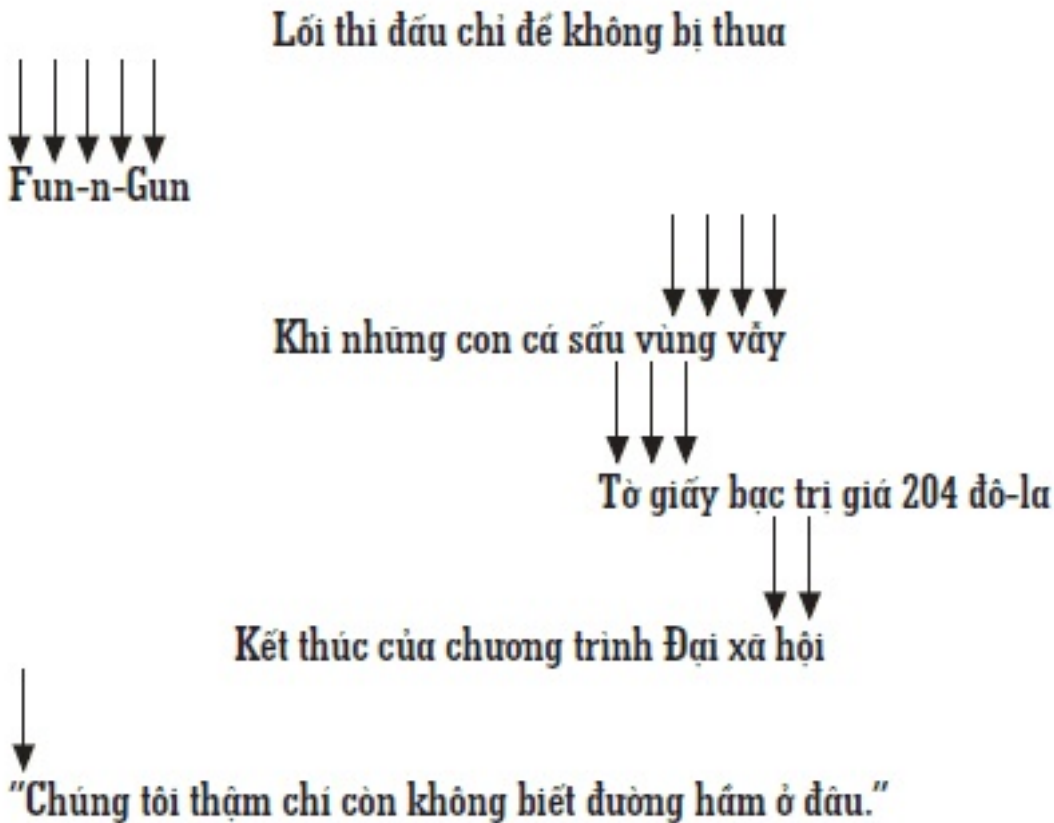 Lối thi đấu chỉ để không bị thua
Fun-n-Gun
Khi những con cá sấu vùng vẫy
Tờ giấy bạc trị giá 204 đô-la
Kết thúc của chương trình Đại xã hội
"Chúng tôi thậm chí còn không biết đường hầm ở đâu."